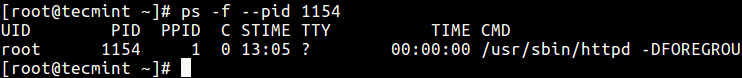 [root@tecmint ~]# ps -f --pid 1154
UID        PID  PPID  C STIME TTY          TIME CMD
root      1154     1  0 13:05 ?        00:00:00 /usr/sbin/httpd -DFOREGROU
[root@tecmint ~]#